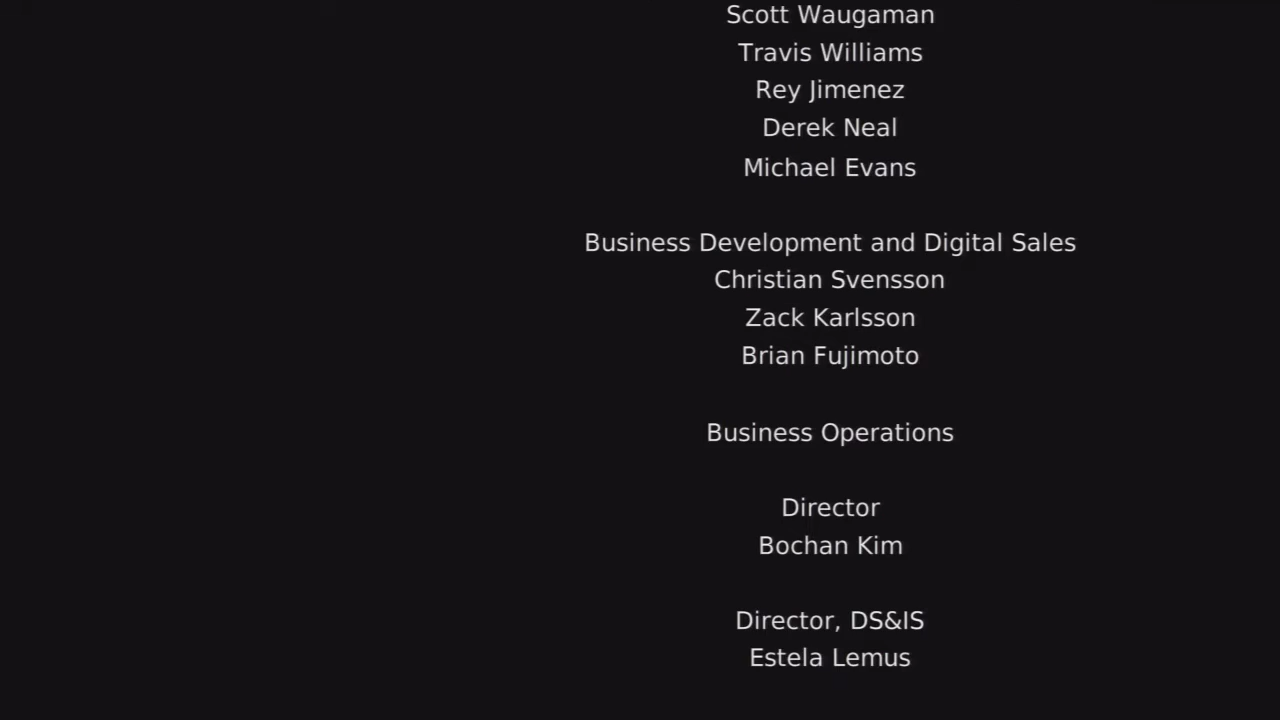 Scott Waugaman
Travis Williams
Rey Jimenez
Derek Neal
Michael Evans
Business Development and Digital Sales
Christian Svensson
Zack Karlsson
Brian Fujimoto
Business Operations
Director
Bochan Kim
Director, DS&IS
Estela Lemus